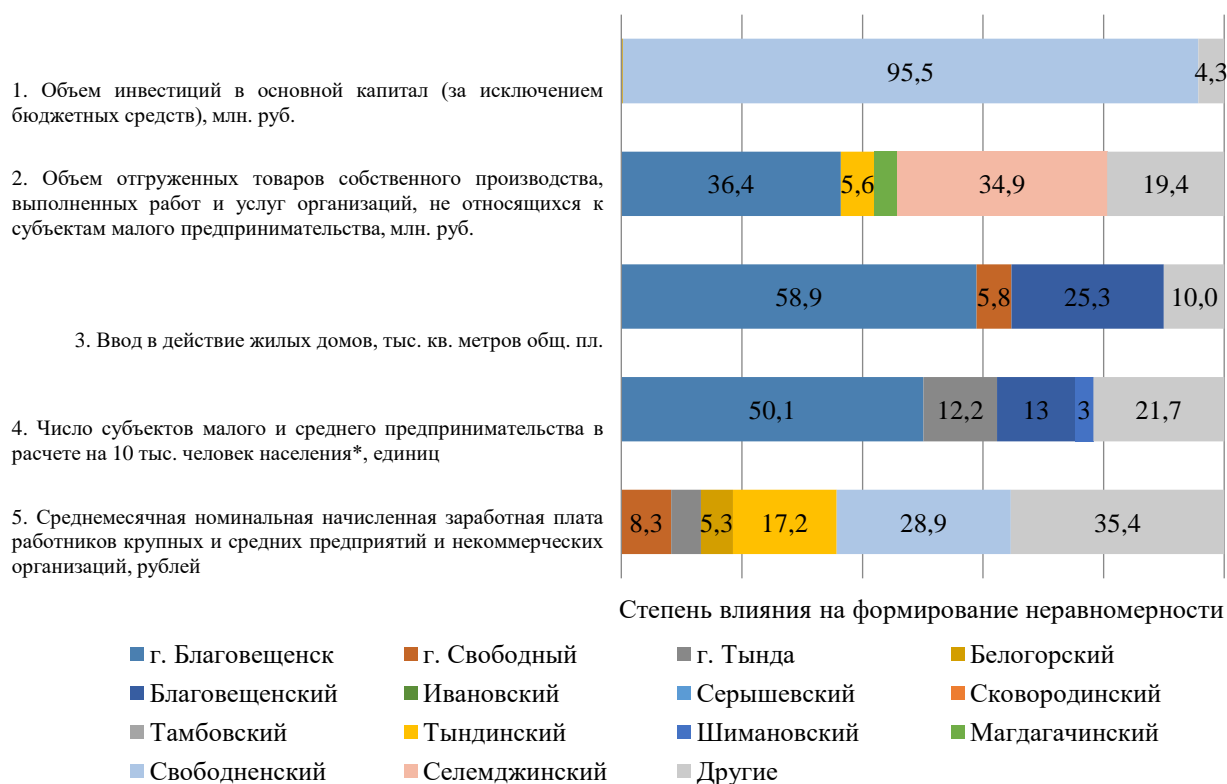 95,5
4,3
1. Объем инвестиций в основной капитал (за исключением
бюджетных средств), млн. руб.
36,4
5,6
34,9
19,4
2. Объем отгруженных товаров собственного производства,
выполненных работ и услуг организаций, не относящихся к
субъектам малого предпринимательства, млн. руб.
58,9
5,8
25,3
10,0
3. Ввод в действие жилых домов, тыс. кв. метров общ. пл.
50,1
12,2
13
3
21,7
4. Число субъектов малого и среднего предпринимательства в
расчете на 10 тыс. человек населения*, единиц
8,3
5,3
17,2
28,9
35,4
5. Среднемесячная номинальная начисленная заработная плата
работников крупных и средних предприятий и некоммерческих
организаций, рублей
Степень влияния на формирование неравномерности
г. Благовещенск
г. Свободный
г. Тында
Белогорский
Благовещенский
Ивановский
Серышевский
Сковородинский
Тамбовский
Тындинский
Шимановский
Магдагачинский
Свободненский
Селемджинский
Другие